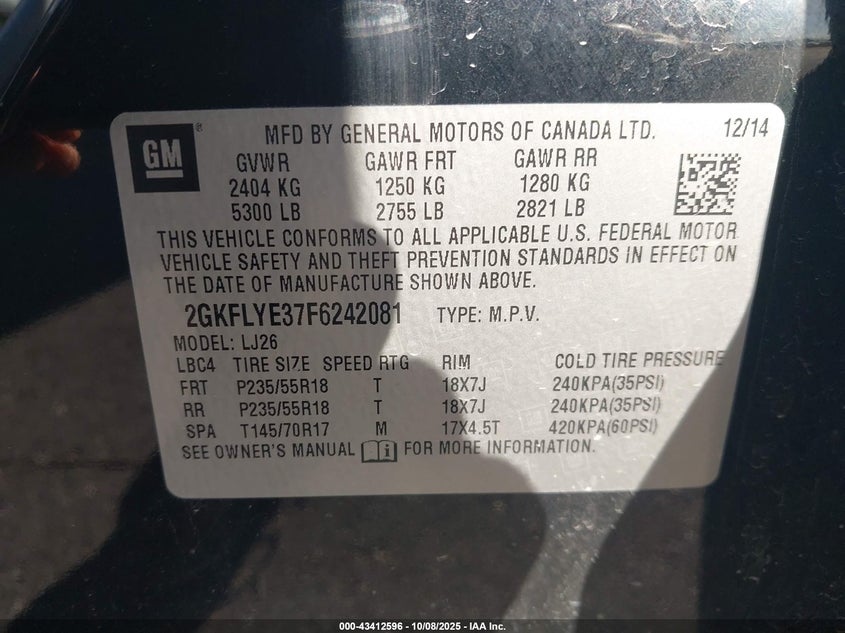 GM ® MFD BY GENERAL MOTORS OF CANADA LTD. 12/14
GVWR GAWR FRT GAWR RR
2404 KG 1250 KG 1280 KG
5300 LB 2755 LB 2821 LB
THIS VEHICLE CONFORMS TO ALL APPLICABLE U.S. FEDERAL MOTOR
VEHICLE SAFETY AND THEFT PREVENTION STANDARDS IN EFFECT ON
THE DATE OF MANUFACTURE SHOWN ABOVE.
2GKFLYE37F6242081 TYPE: M.P.V.
MODEL: LJ26
LBC4 TIRE SIZE SPEED RTG RIM COLD TIRE PRESSURE
FRT P235/55R18 T 18X7J 240KPA(35PSI)
RR P235/55R18 T 18X7J 240KPA(35PSI)
SPA T145/70R17 M 17X4.5T 420KPA(60PSI)
SEE OWNER'S MANUAL i FOR MORE INFORMATION.
000-43412596 - 10/08/2025 - IAA Inc.